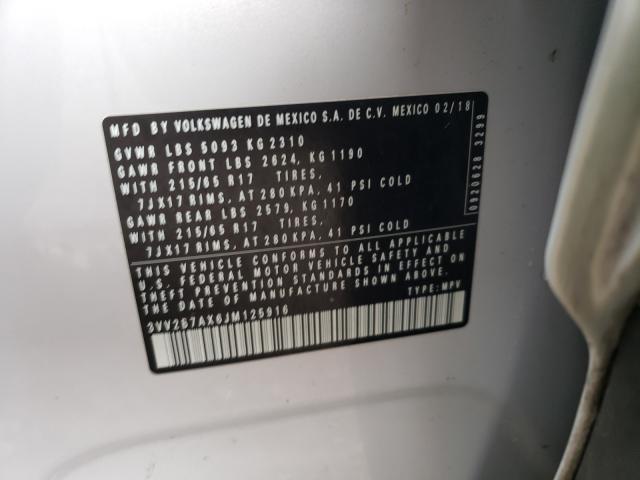 MFD BY VOLKSWAGEN DE MEXICO S.A. DE C.V. MEXICO 02/18
GVWR LBS 5093 KG 2310
GAWR FRONT LBS 2624, KG 1190
WITH 215/65 R17 TIRES,
7JX17 RIMS, AT 280 KPA, 41 PSI COLD
GAWR REAR LBS 2579, KG 1170
WITH 215/65 R17 TIRES,
7JX17 RIMS, AT 280 KPA, 41 PSI COLD
THIS VEHICLE CONFORMS TO ALL APPLICABLE
U.S. FEDERAL MOTOR VEHICLE SAFETY AND
THEFT PREVENTION STANDARDS IN EFFECT ON
THE DATE OF MANUFACTURE SHOWN ABOVE.
3VV2B7AX6JM125916 TYPE: MPV
0920628 3299